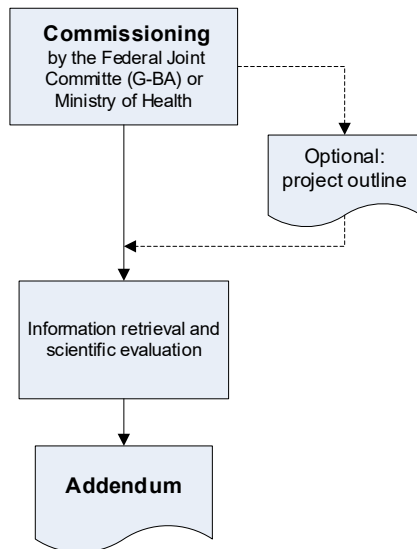 Commissioning
by the Federal Joint
Committe (G-BA) or
Ministry of Health
Optional:
project outline
Information retrieval and
scientific evaluation
Addendum